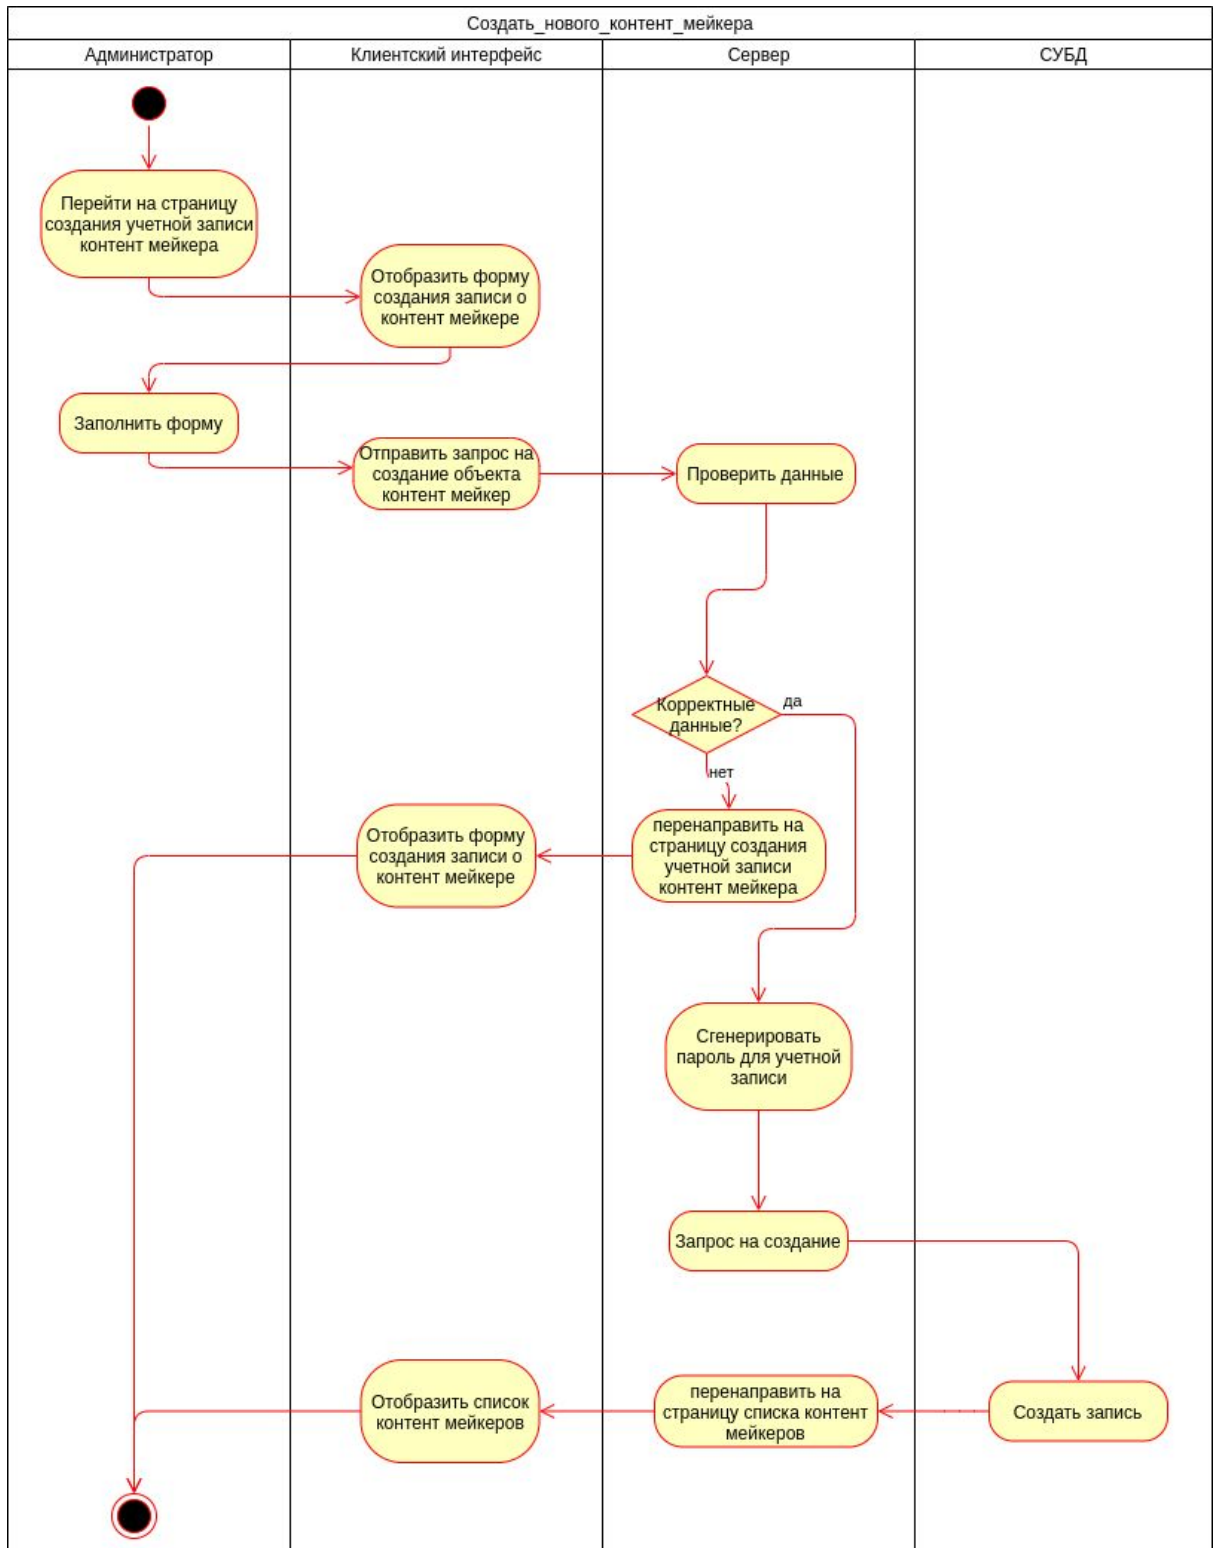 Создать_нового_контент_мейкера
Администратор
Клиентский интерфейс
Сервер
СУБД
Перейти на страницу
создания учетной записи
контент мейкера
Отобразить форму
создания записи о
контент мейкере
Заполнить форму
Отправить запрос на
создание объекта
контент мейкер
Проверить данные
Корректные
данные?
да
нет
перенаправить на
страницу создания
учетной записи
контент мейкера
Отобразить форму
создания записи о
контент мейкере
Сгенерировать
пароль для учетной
записи
Запрос на создание
Создать запись
перенаправить на
страницу списка контент
мейкеров
Отобразить список
контент мейкеров